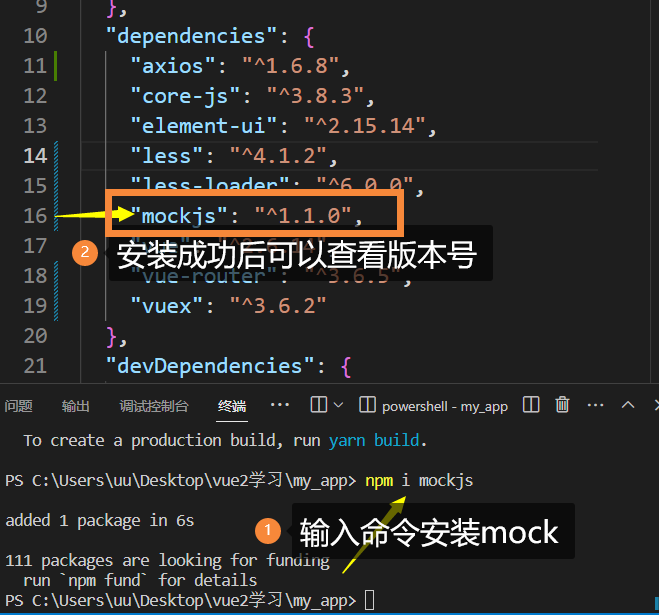 9 },
10 "dependencies": {
11 "axios": "^1.6.8",
12 "core-js": "^3.8.3",
13 "element-ui": "^2.15.14",
14 "less": "^4.1.2",
15 "less-loader": "^6.0.0",
16 "mockjs": "^1.1.0",
17
2 安装成功后可以查看版本号
18 "vue-router": "^3.6.5",
19 "vuex": "^3.6.2"
20 },
21 "devDependencies": {
问题 输出 调试控制台 终端 ··· powershell - my_app ···
To create a production build, run yarn build.
PS C:\Users\uu\Desktop\vue2学习\my_app> npm i mockjs
added 1 package in 6s
1 输入命令安装mock
111 packages are looking for funding
run `npm fund` for details
PS C:\Users\uu\Desktop\vue2学习\my_app>